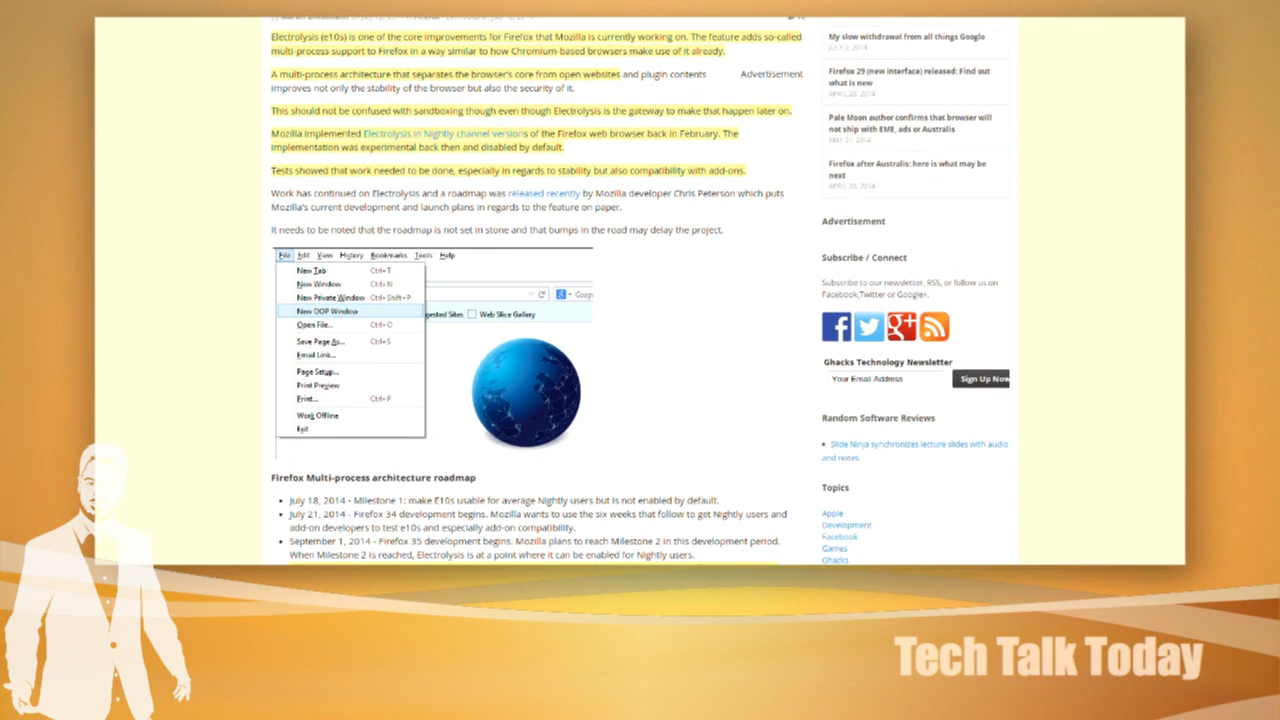 Electrolysis (e10s) is one of the core improvements for Firefox that Mozilla is currently working on. The feature adds so-called
multi-process support to Firefox in a way similar to how Chromium-based browsers make use of it already.
A multi-process architecture that separates the browser's core from open websites and plugin contents
improves not only the stability of the browser but also the security of it.
Advertisement
This should not be confused with sandboxing though even though Electrolysis is the gateway to make that happen later on.
Mozilla implemented Electrolysis in Nightly channel versions of the Firefox web browser back in February. The
implementation was experimental back then and disabled by default.
Tests showed that work needed to be done, especially in regards to stability but also compatibility with add-ons.
Work has continued on Electrolysis and a roadmap was released recently by Mozilla developer Chris Peterson which puts
Mozilla's current development and launch plans in regards to the feature on paper.
It needs to be noted that the roadmap is not set in stone and that bumps in the road may delay the project.
File Edit View History Bookmarks Tools Help
New Tab Ctrl+T
New Window Ctrl+N
New Private Window Ctrl+Shift+P
New OOP Window
Open File... Ctrl+O
Save Page As... Ctrl+S
Email Link...
Page Setup...
Print Preview
Print... Ctrl+P
Work Offline
Exit
Goog
gested Sites Web Slice Gallery
Firefox Multi-process architecture roadmap
• July 18, 2014 - Milestone 1: make E10s usable for average Nightly users but is not enabled by default.
• July 21, 2014 - Firefox 34 development begins. Mozilla wants to use the six weeks that follow to get Nightly users and
add-on developers to test e10s and especially add-on compatibility.
• September 1, 2014 - Firefox 35 development begins. Mozilla plans to reach Milestone 2 in this development period.
When Milestone 2 is reached, Electrolysis is at a point where it can be enabled for Nightly users.
My slow withdrawal from all things Google
JULY 2, 2014
Firefox 29 (new interface) released: Find out
what is new
APRIL 29, 2014
Pale Moon author confirms that browser will
not ship with EME, ads or Australis
MAY 21, 2014
Firefox after Australis: here is what may be
next
APRIL 20, 2014
Advertisement
Subscribe / Connect
Subscribe to our newsletter, RSS, or follow us on
Facebook,Twitter or Google+.
Ghacks Technology Newsletter
Your Email Address Sign Up Now
Random Software Reviews
• Slide Ninja synchronizes lecture slides with audio
and notes
Topics
Apple
Development
Facebook
Games
Ghacks
Tech Talk Today